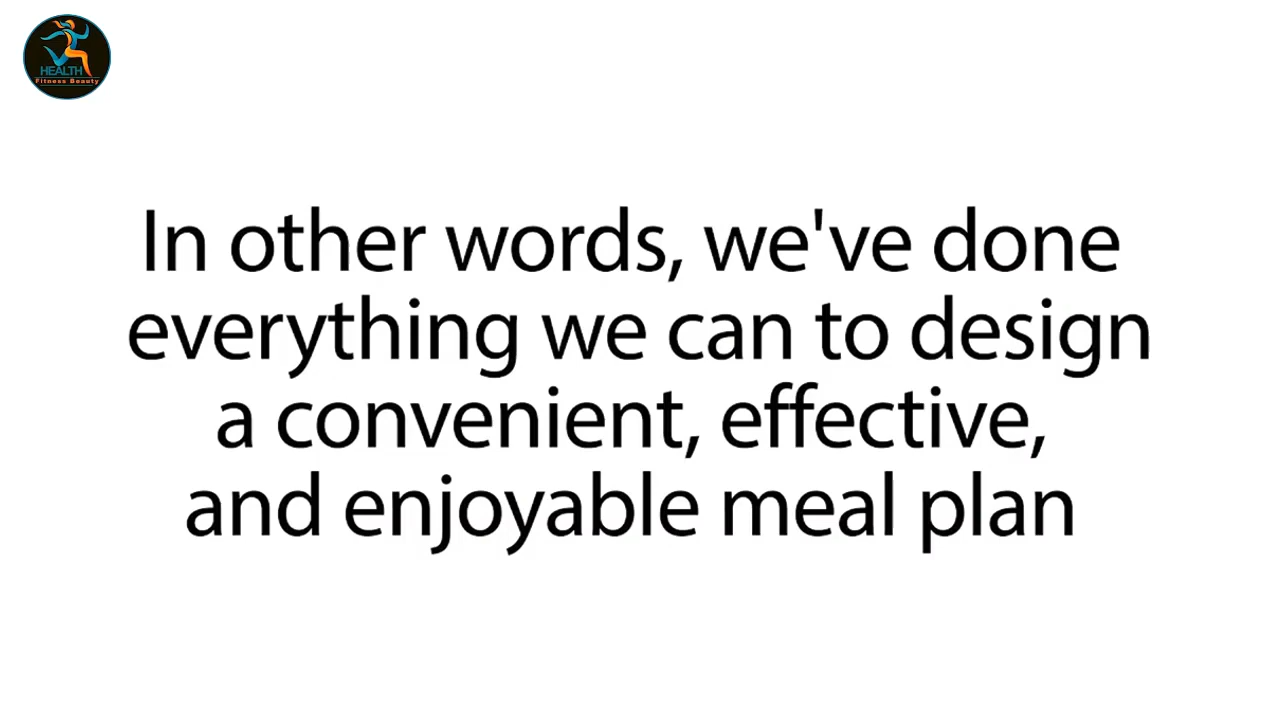 HEALTH
Fitness Beauty
In other words, we've done
everything we can to design
a convenient, effective,
and enjoyable meal plan